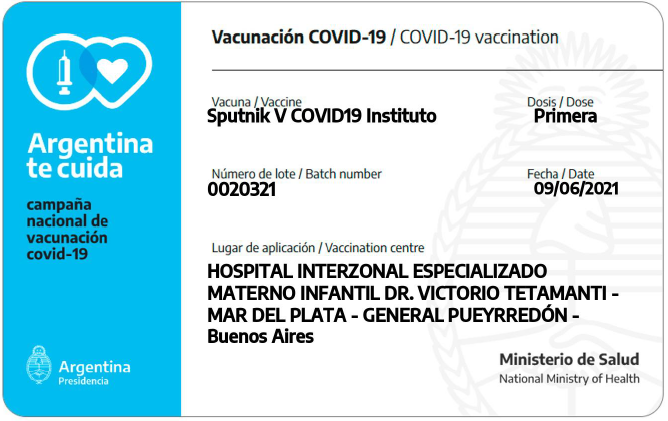 Argentina
te cuida
campaña
nacional de
vacunación
covid-19
Argentina
Presidencia
Vacunación COVID-19 / COVID-19 vaccination
Vacuna / Vaccine
Sputnik V COVID19 Instituto
Dosis / Dose
Primera
Número de lote / Batch number
0020321
Fecha / Date
09/06/2021
Lugar de aplicación / Vaccination centre
HOSPITAL INTERZONAL ESPECIALIZADO
MATERNO INFANTIL DR. VICTORIO TETAMANTI -
MAR DEL PLATA - GENERAL PUEYRREDÓN -
Buenos Aires
Ministerio de Salud
National Ministry of Health